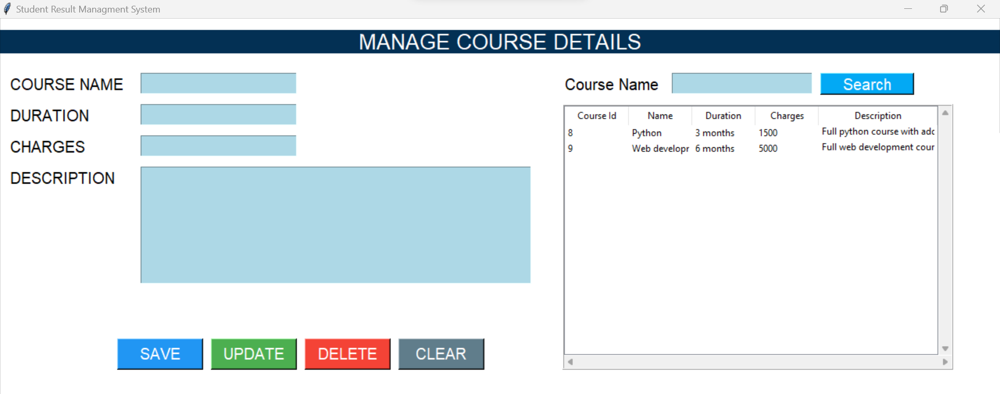 Student Result Managment System
MANAGE COURSE DETAILS
COURSE NAME
DURATION
CHARGES
DESCRIPTION
SAVE UPDATE DELETE CLEAR
Course Name Search
Course Id Name Duration Charges Description
8 Python 3 months 1500 Full python course with adc
9 Web developr 6 months 5000 Full web development cour